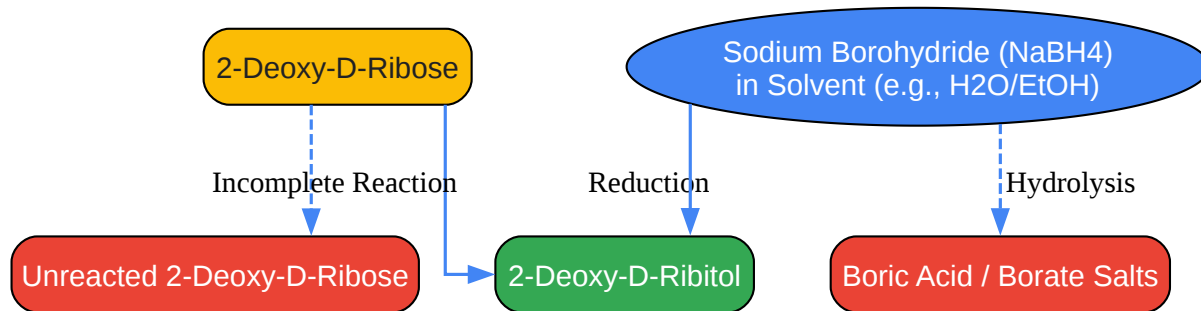 2-Deoxy-D-Ribose
Sodium Borohydride (NaBH4)
in Solvent (e.g., H2O/EtOH)
Incomplete Reaction
Reduction
Hydrolysis
Unreacted 2-Deoxy-D-Ribose
2-Deoxy-D-Ribitol
Boric Acid / Borate Salts